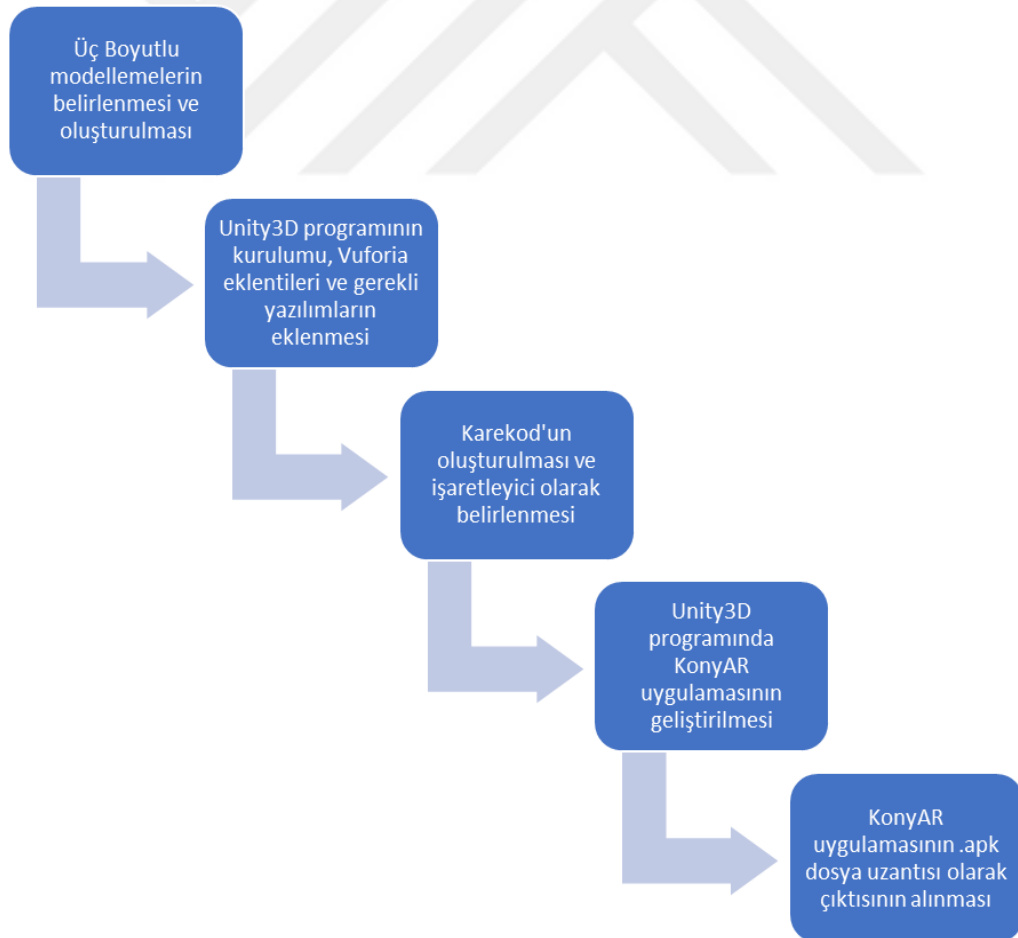 Üç Boyutlu
modellemelerin
belirlenmesi ve
oluşturulması
Unity3D programının
kurulumu, Vuforia
eklentileri ve gerekli
yazılımların
eklenmesi
Karekod'un
oluşturulması ve
işaretleyici olarak
belirlenmesi
Unity3D
programında
KonyAR
uygulamasının
geliştirilmesi
KonyAR
uygulamasının .apk
dosya uzantısı olarak
çıktısının alınması